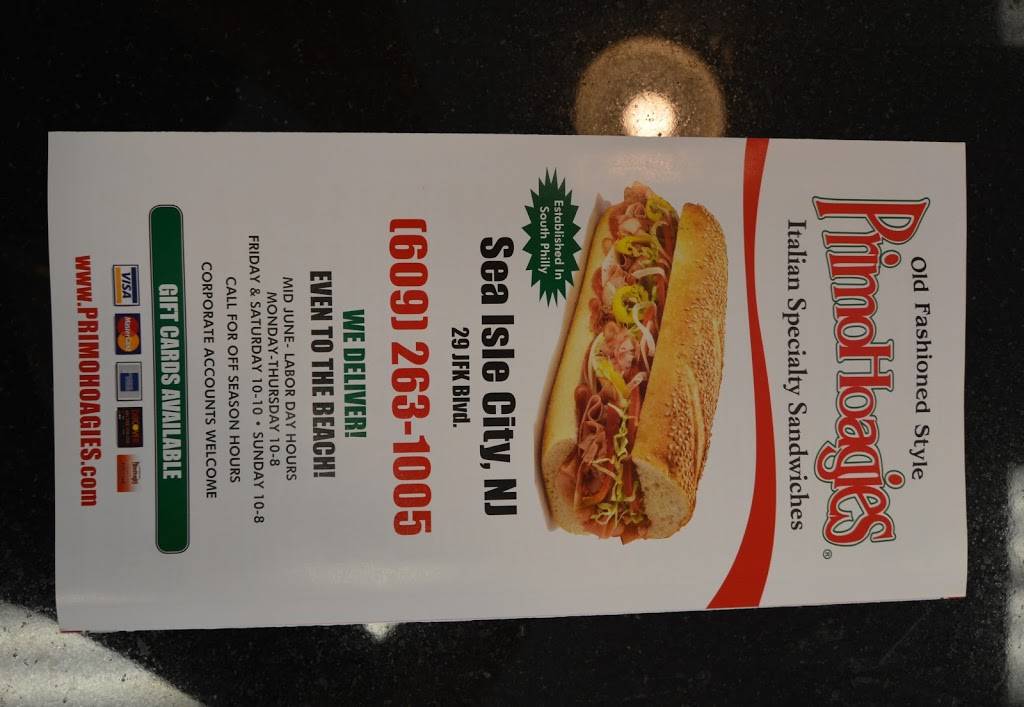 Old Fashioned Style
PrimoHoagies®
Italian Specialty Sandwiches
Established In
South Philly
Sea Isle City, NJ
29 JFK Blvd.
(609) 263-1005
WE DELIVER!
EVEN TO THE BEACH!
MID JUNE- LABOR DAY HOURS
MONDAY-THURSDAY 10-8
FRIDAY & SATURDAY 10-10 • SUNDAY 10-8
CALL FOR OFF SEASON HOURS
CORPORATE ACCOUNTS WELCOME
GIFT CARDS AVAILABLE
VISA
MasterCard
DISCOVER
www.PRIMOHOAGIES.com